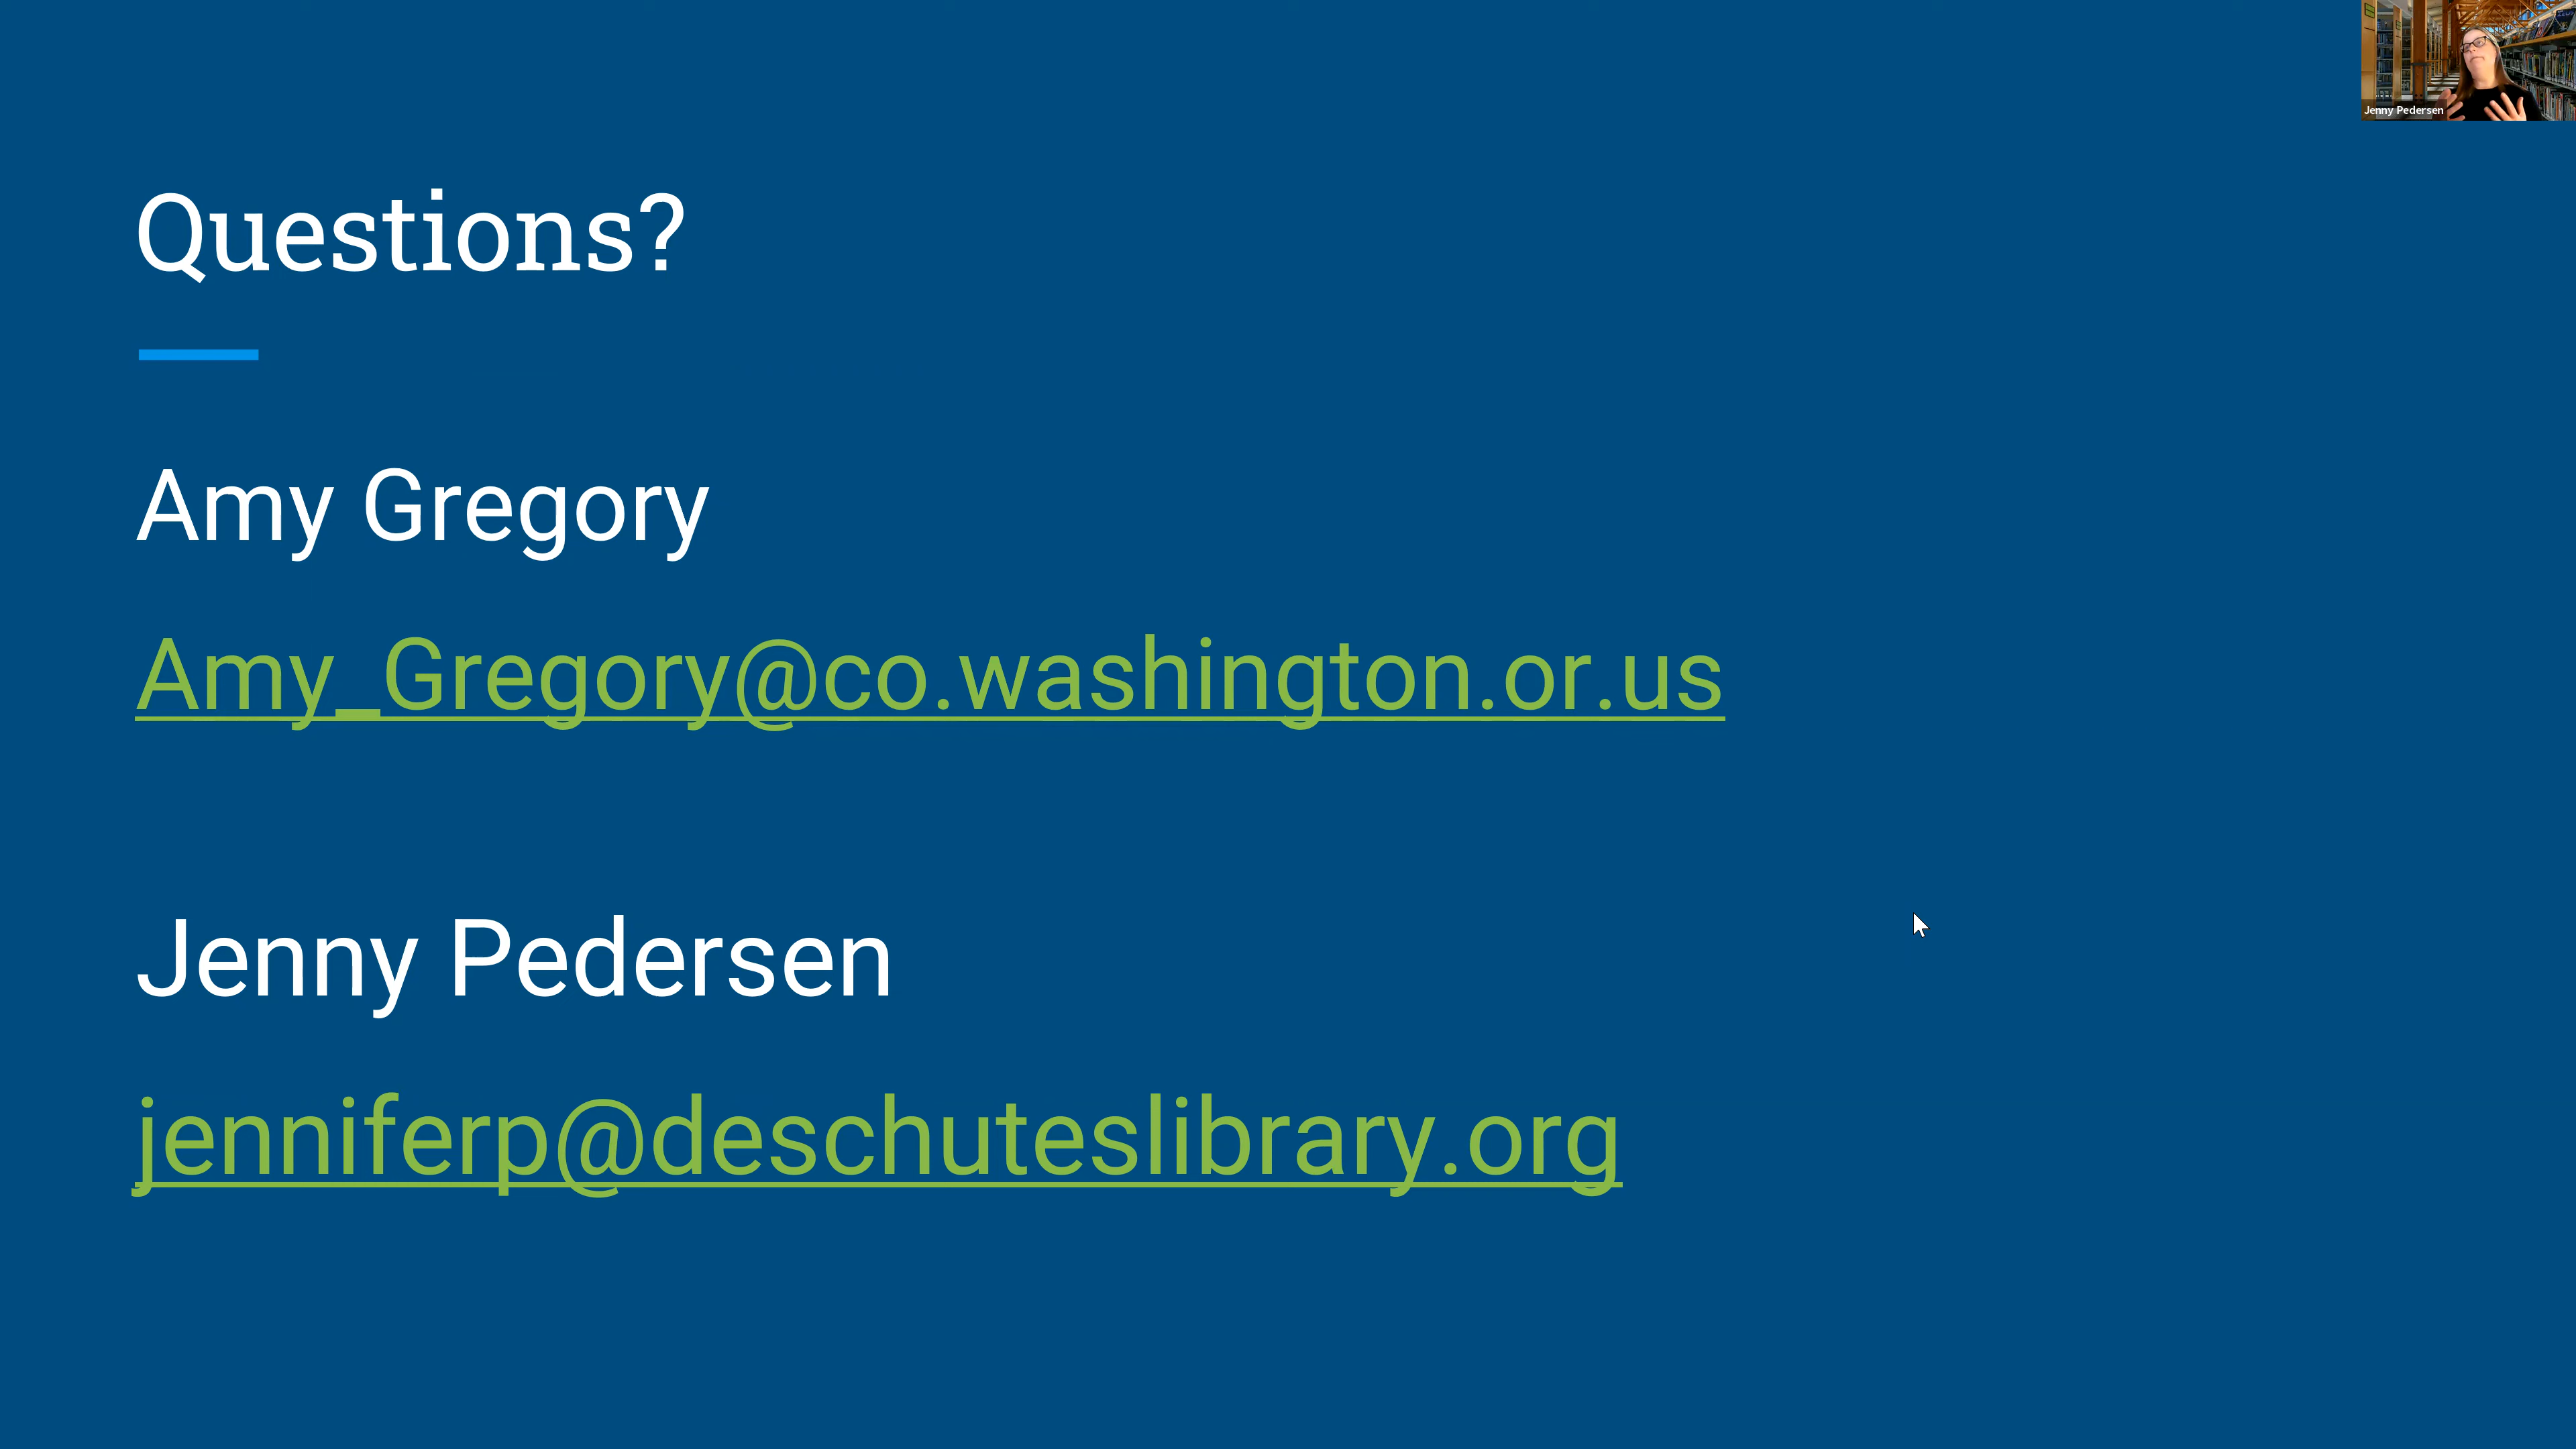 Jenny Pedersen
Questions?
Amy Gregory
Amy_Gregory@co.washington.or.us
Jenny Pedersen
jenniferp@deschuteslibrary.org